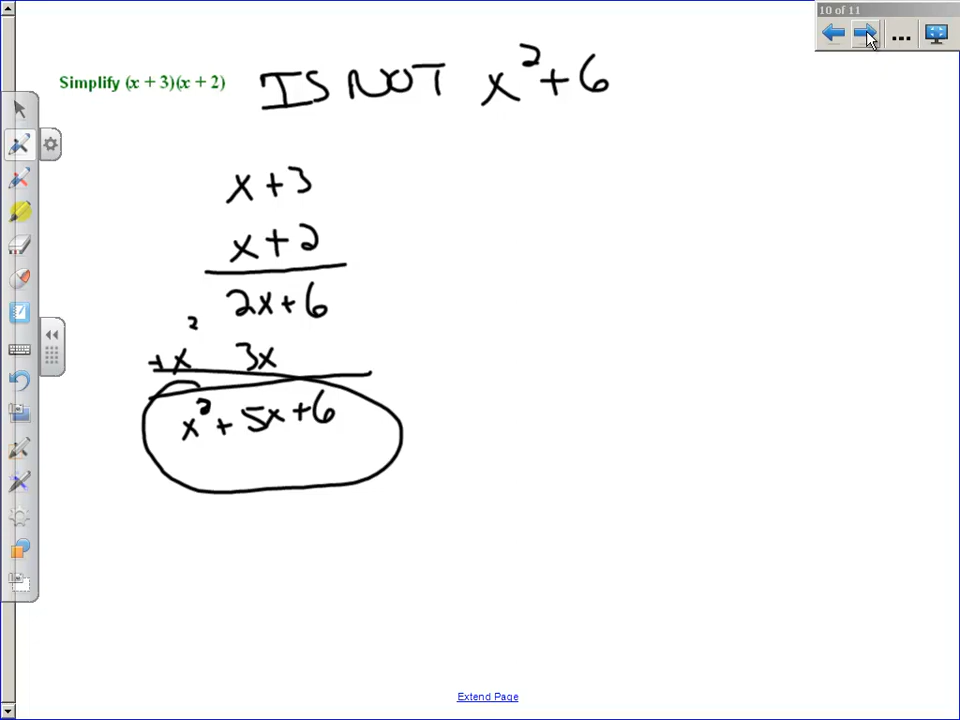 10 of 11
Simplify (x + 3)(x + 2) IS NOT x² + 6
x + 3
x + 2
2x + 6
+ x² 3x
x² + 5x + 6
Extend Page